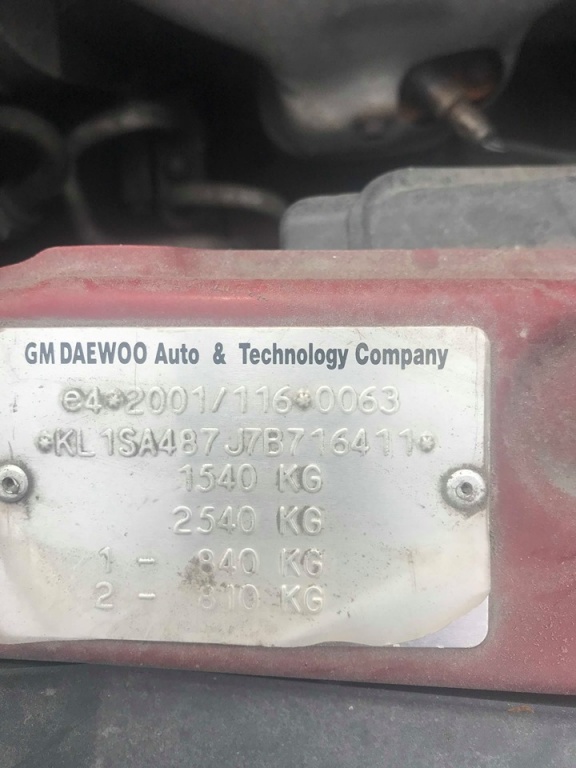 GM DAEWOO Auto & Technology Company
e4*2001/116*0063
*KL1SA487J7B716411*
1540 KG
2540 KG
1 - 840 KG
2 - 810 KG